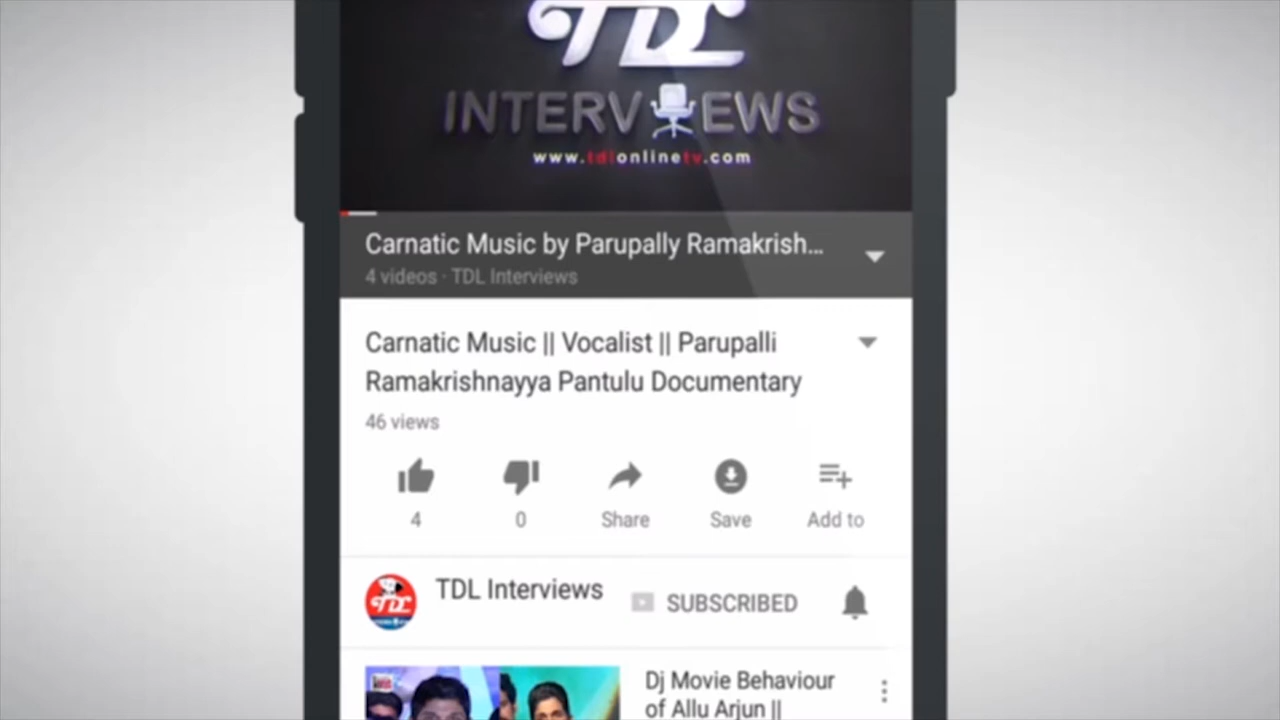 TDL
INTERVIEWS
www.tdlonlinetv.com
Carnatic Music by Parupally Ramakrish...
4 videos · TDL Interviews
Carnatic Music || Vocalist || Parupalli
Ramakrishnayya Pantulu Documentary
46 views
4
0
Share
Save
Add to
TDL
TDL Interviews
SUBSCRIBED
Dj Movie Behaviour
of Allu Arjun ||